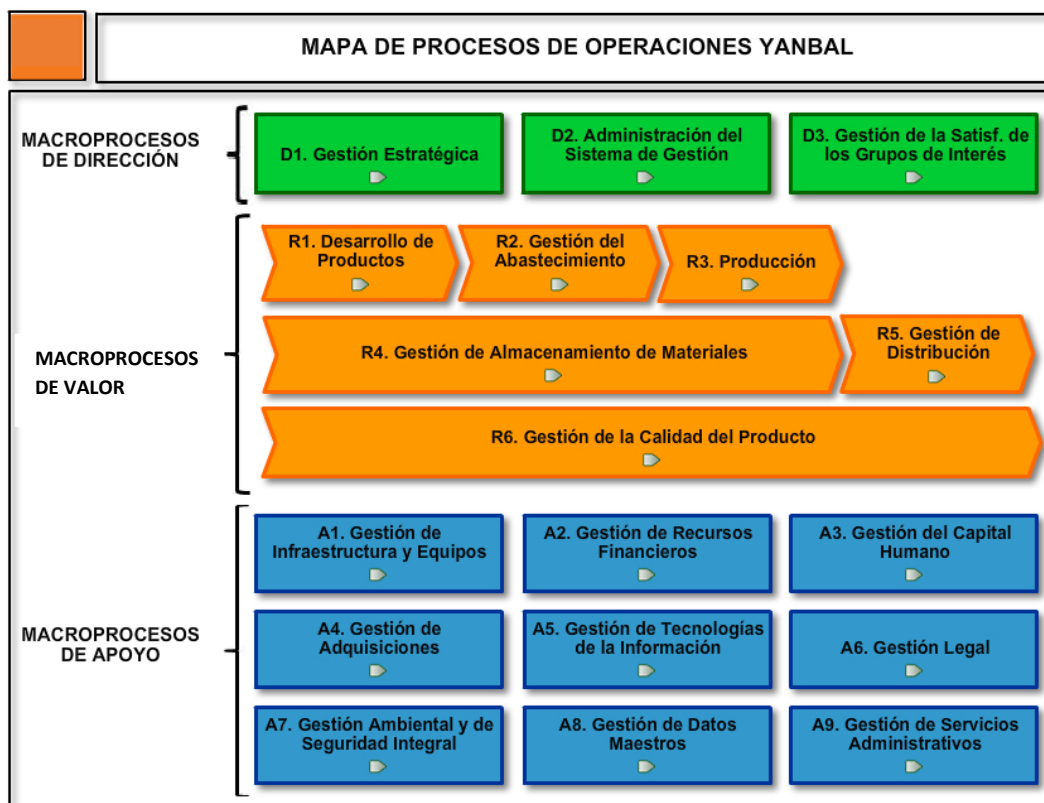 MAPA DE PROCESOS DE OPERACIONES YANBAL
MACROPROCESOS
DE DIRECCIÓN
D1. Gestión Estratégica
D2. Administración del
Sistema de Gestión
D3. Gestión de la Satisf. de
los Grupos de Interés
MACROPROCESOS
DE VALOR
R1. Desarrollo de
Productos
R2. Gestión del
Abastecimiento
R3. Producción
R4. Gestión de Almacenamiento de Materiales
R5. Gestión de
Distribución
R6. Gestión de la Calidad del Producto
MACROPROCESOS
DE APOYO
A1. Gestión de
Infraestructura y Equipos
A2. Gestión de Recursos
Financieros
A3. Gestión del Capital
Humano
A4. Gestión de
Adquisiciones
A5. Gestión de Tecnologías
de la Información
A6. Gestión Legal
A7. Gestión Ambiental y de
Seguridad Integral
A8. Gestión de Datos
Maestros
A9. Gestión de Servicios
Administrativos